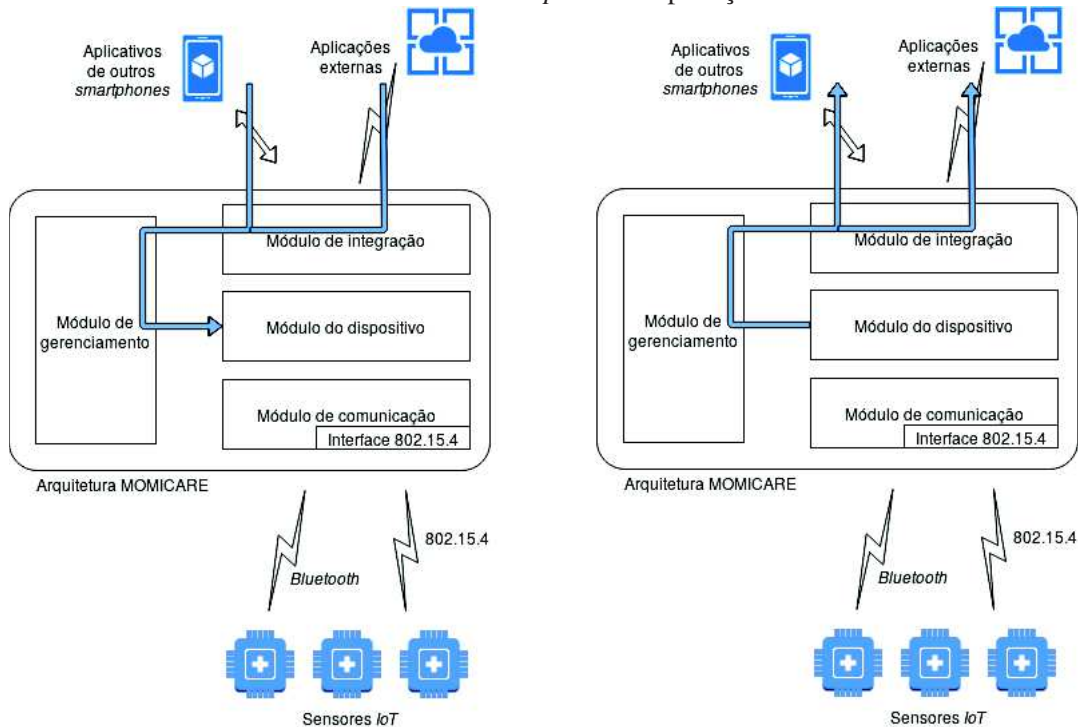 Aplicativos
de outros
smartphones
Aplicações
externas
Módulo de integração
Módulo de
gerenciamento
Módulo do dispositivo
Módulo de comunicação
Interface 802.15.4
Arquitetura MOMICARE
802.15.4
Bluetooth
Sensores IoT
Aplicativos
de outros
smartphones
Aplicações
externas
Módulo de integração
Módulo de
gerenciamento
Módulo do dispositivo
Módulo de comunicação
Interface 802.15.4
Arquitetura MOMICARE
802.15.4
Bluetooth
Sensores IoT